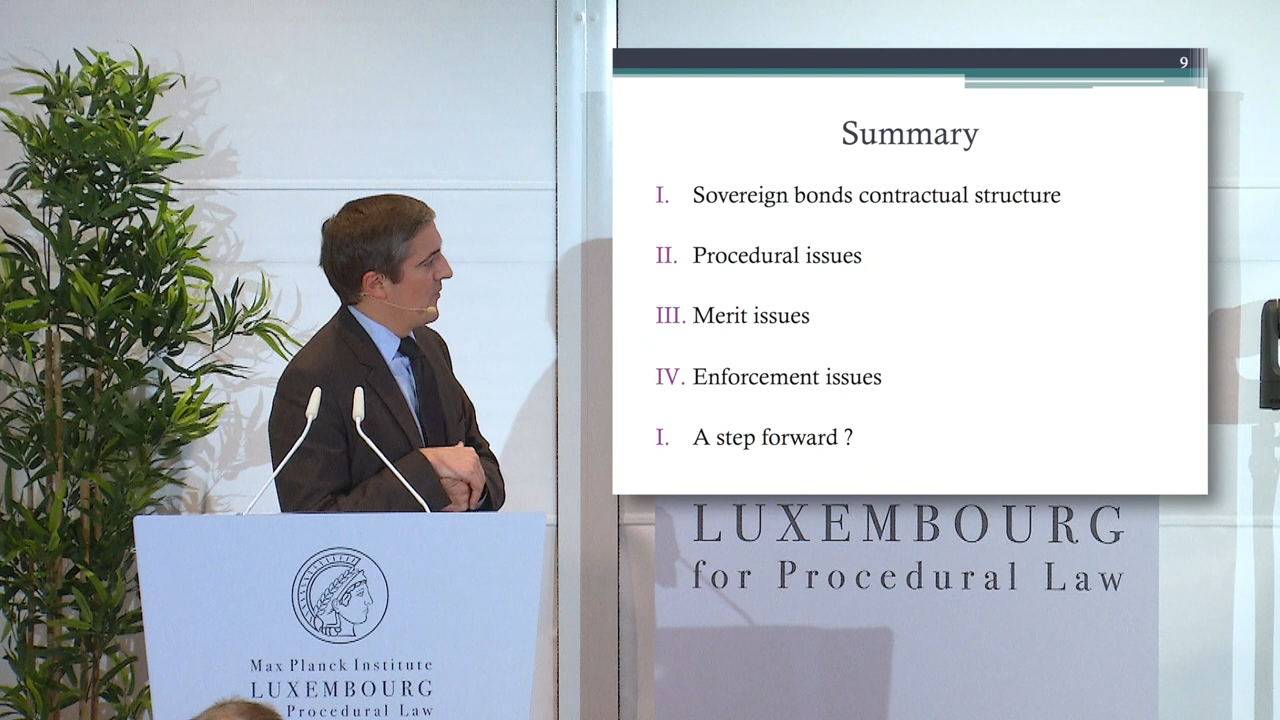 9
Summary
I. Sovereign bonds contractual structure
II. Procedural issues
III. Merit issues
IV. Enforcement issues
I. A step forward ?
LUXEMBOURG
for Procedural Law
Max Planck Institute
LUXEMBOURG
Procedural Law